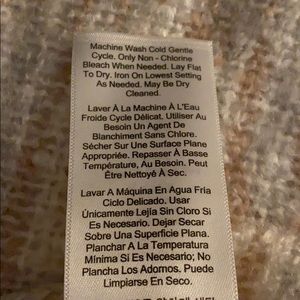 Machine Wash Cold Gentle
Cycle. Only Non - Chlorine
Bleach When Needed. Lay Flat
To Dry. Iron On Lowest Setting
As Needed. May Be Dry
Cleaned.
Laver À La Machine À L'Eau
Froide Cycle Délicat. Utiliser Au
Besoin Un Agent De
Blanchiment Sans Chlore.
Sécher Sur Une Surface Plane
Appropriée. Repasser À Basse
Température, Au Besoin. Peut
Être Nettoyé À Sec.
Lavar A Máquina En Agua Fría
Ciclo Delicado. Usar
Únicamente Lejía Sin Cloro Si
Es Necesario. Dejar Secar
Sobre Una Superficie Plana.
Planchar A La Temperatura
Mínima Si Es Necesario; No
Plancha Los Adornos. Puede
Limpiarse En Seco.